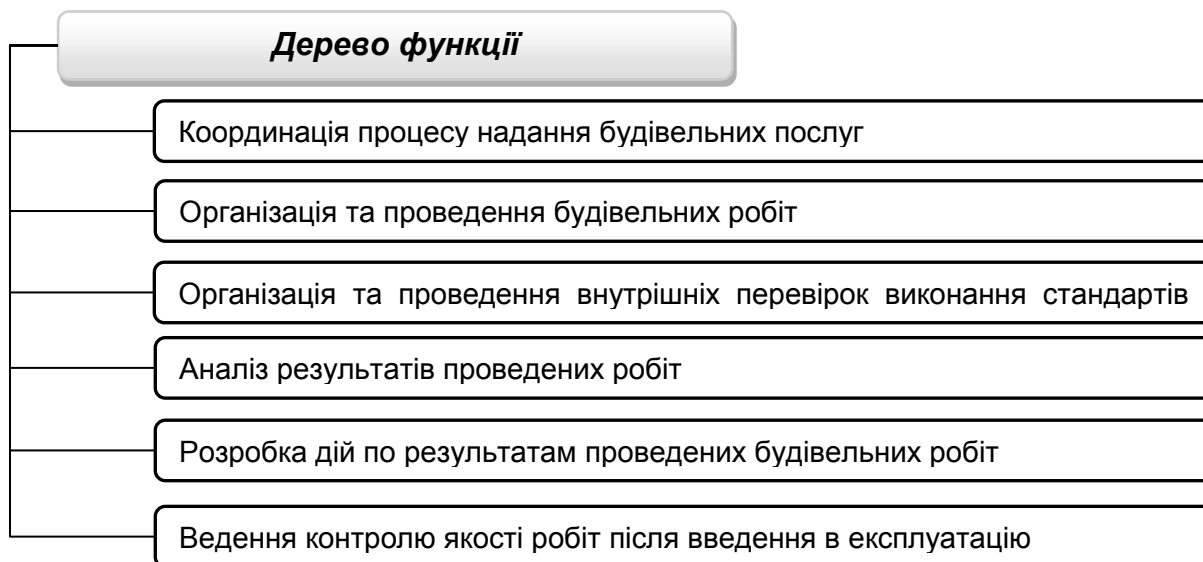 Дерево функції
Координація процесу надання будівельних послуг
Організація та проведення будівельних робіт
Організація та проведення внутрішніх перевірок виконання стандартів
Аналіз результатів проведених робіт
Розробка дій по результатам проведених будівельних робіт
Ведення контролю якості робіт після введення в експлуатацію